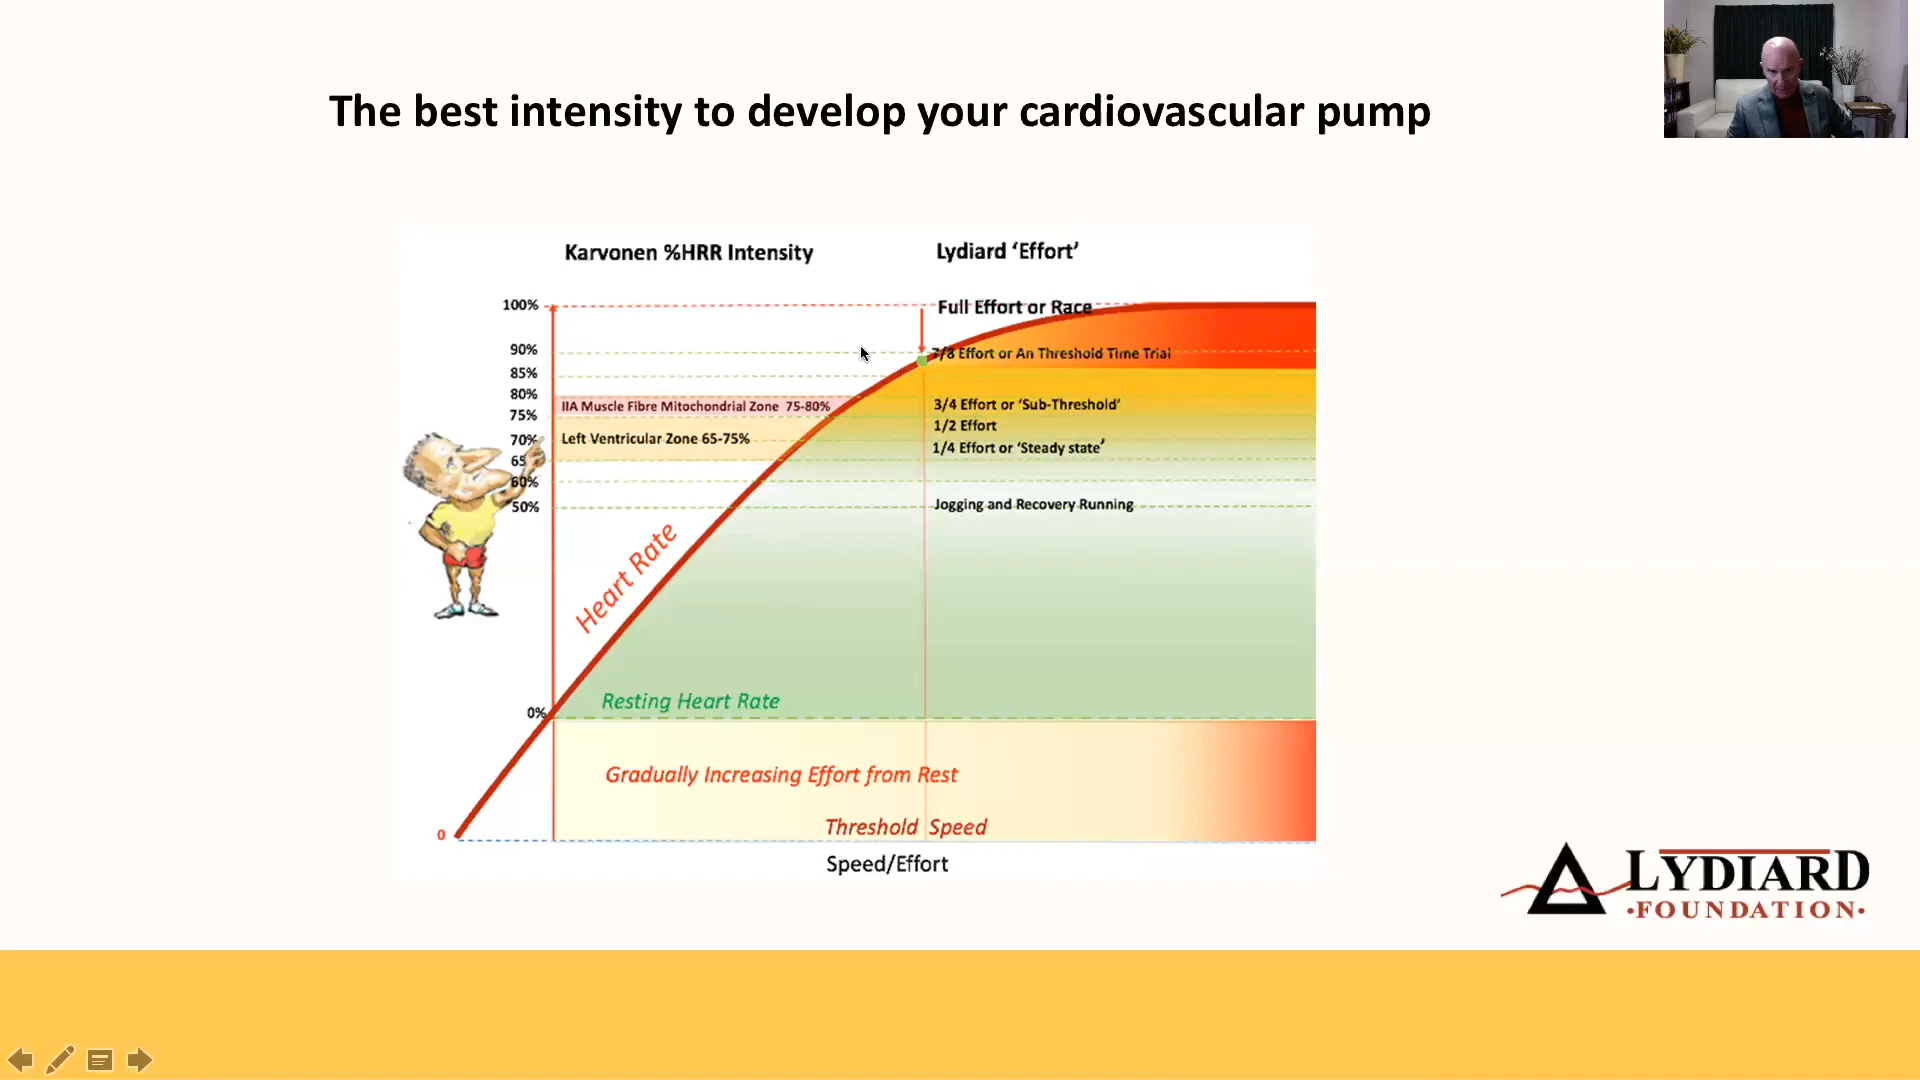 The best intensity to develop your cardiovascular pump
Karvonen %HRR Intensity
Lydiard ‘Effort’
100%
Full Effort or Race
90%
7/8 Effort or An Threshold Time Trial
85%
80%
IIA Muscle Fibre Mitochondrial Zone 75-80%
3/4 Effort or ‘Sub-Threshold’
75%
1/2 Effort
70%
Left Ventricular Zone 65-75%
1/4 Effort or ‘Steady state’
65
60%
50%
Jogging and Recovery Running
Heart Rate
Resting Heart Rate
0%
Gradually Increasing Effort from Rest
Threshold Speed
0
Speed/Effort
LYDIARD
·FOUNDATION·